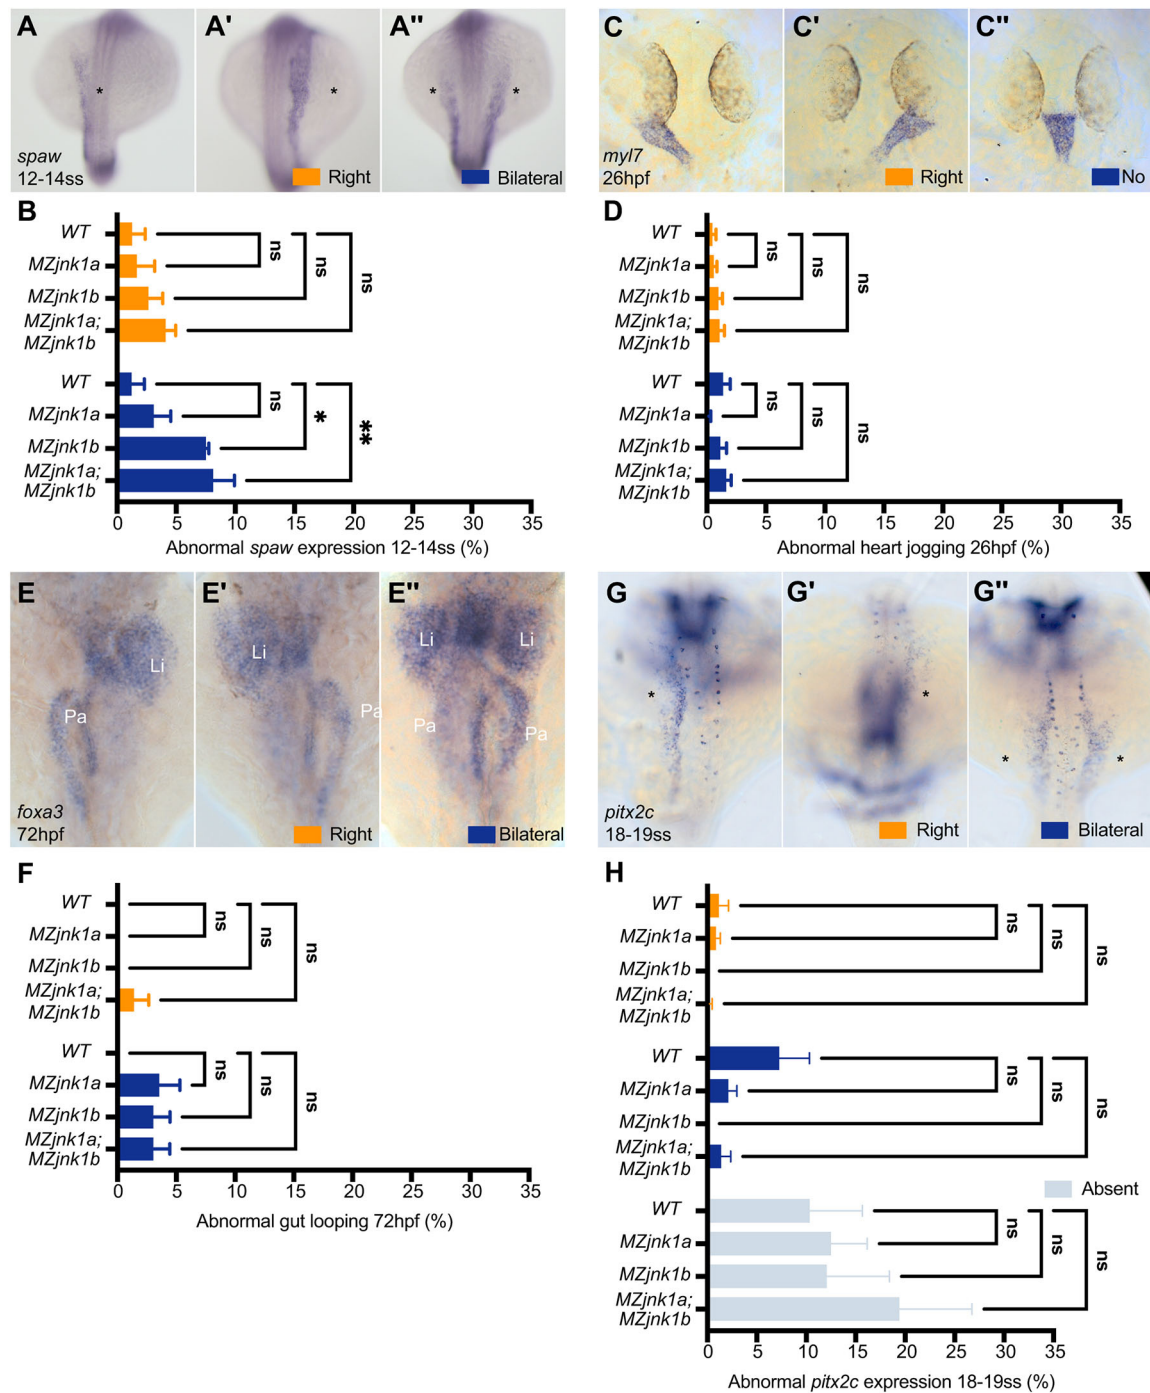 A
A'
A"
*
*
*
*
spaw
12-14ss
Right
Bilateral
C
C'
C"
myl7
26hpf
Right
No
B
WT
MZjnk1a
MZjnk1b
MZjnk1a;
MZjnk1b
ns
ns
ns
WT
MZjnk1a
MZjnk1b
MZjnk1a;
MZjnk1b
ns
*
**
0 5 10 15 20 25 30 35
Abnormal spaw expression 12-14ss (%)
D
WT
MZjnk1a
MZjnk1b
MZjnk1a;
MZjnk1b
ns
ns
ns
WT
MZjnk1a
MZjnk1b
MZjnk1a;
MZjnk1b
ns
ns
ns
0 5 10 15 20 25 30 35
Abnormal heart jogging 26hpf (%)
E
Li
Pa
foxa3
72hpf
E'
Li
Pa
Right
E"
Li
Li
Pa
Pa
Bilateral
G
*
pitx2c
18-19ss
G'
*
Right
G"
*
*
Bilateral
F
WT
MZjnk1a
MZjnk1b
MZjnk1a;
MZjnk1b
ns
ns
ns
WT
MZjnk1a
MZjnk1b
MZjnk1a;
MZjnk1b
ns
ns
ns
0 5 10 15 20 25 30 35
Abnormal gut looping 72hpf (%)
H
WT
MZjnk1a
MZjnk1b
MZjnk1a;
MZjnk1b
ns
ns
ns
WT
MZjnk1a
MZjnk1b
MZjnk1a;
MZjnk1b
ns
ns
ns
Absent
WT
MZjnk1a
MZjnk1b
MZjnk1a;
MZjnk1b
ns
ns
ns
0 5 10 15 20 25 30 35
Abnormal pitx2c expression 18-19ss (%)